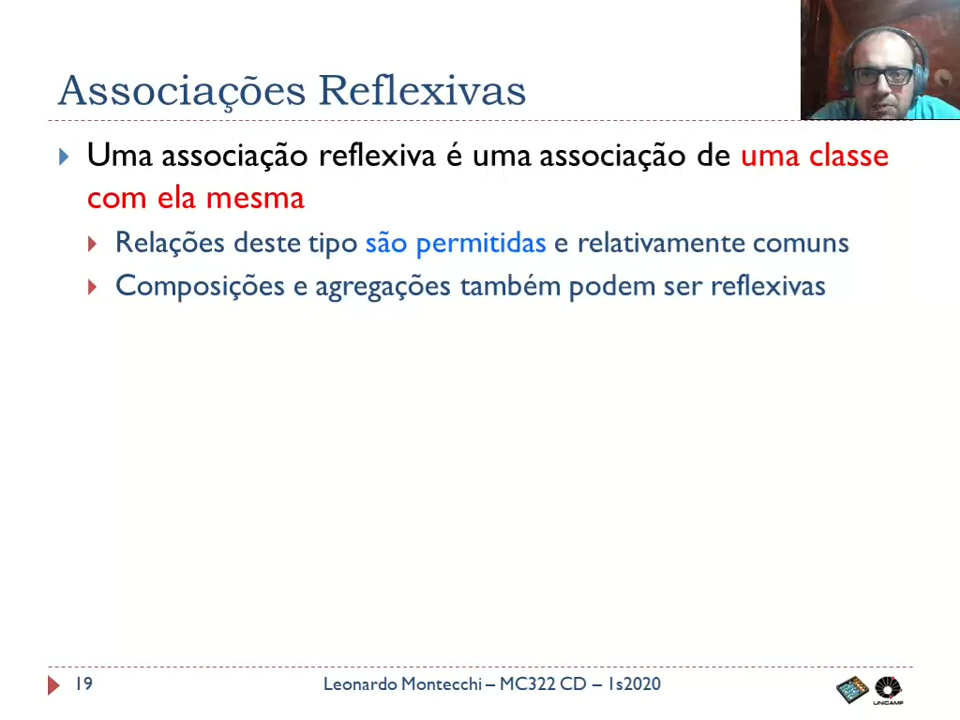 Associações Reflexivas
Uma associação reflexiva é uma associação de uma classe
com ela mesma
Relações deste tipo são permitidas e relativamente comuns
Composições e agregações também podem ser reflexivas
19
Leonardo Montecchi – MC322 CD – 1s2020
UNICAMP